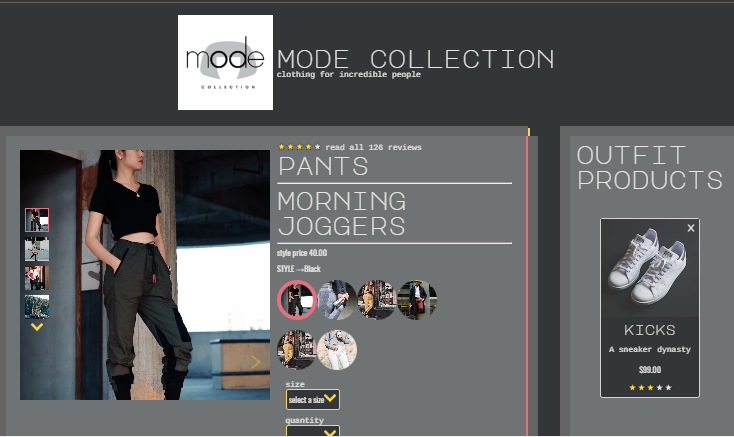 mode
COLLECTION
MODE COLLECTION
clothing for incredible people
read all 126 reviews
PANTS
MORNING
JOGGERS
style price 40.00
STYLE →Black
size
select a size
quantity
OUTFIT
PRODUCTS
X
KICKS
A sneaker dynasty
$99.00